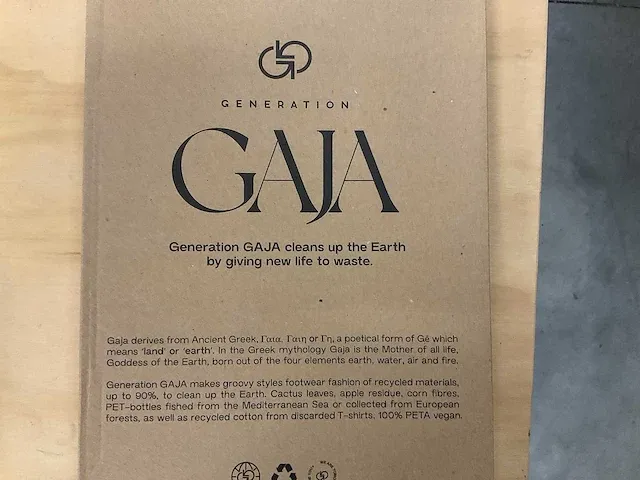 GENERATION
GAJA
Generation GAJA cleans up the Earth
by giving new life to waste.
Gaja derives from Ancient Greek, Γαια, Γαιη or Γη, a poetical form of Gê which
means 'land' or 'earth'. In the Greek mythology Gaja is the Mother of all life,
Goddess of the Earth, born out of the four elements earth, water, air and fire.
Generation GAJA makes groovy styles footwear fashion of recycled materials,
up to 90%, to clean up the Earth. Cactus leaves, apple residue, corn fibres,
PET-bottles fished from the Mediterranean Sea or collected from European
forests, as well as recycled cotton from discarded T-shirts, 100% PETA vegan.